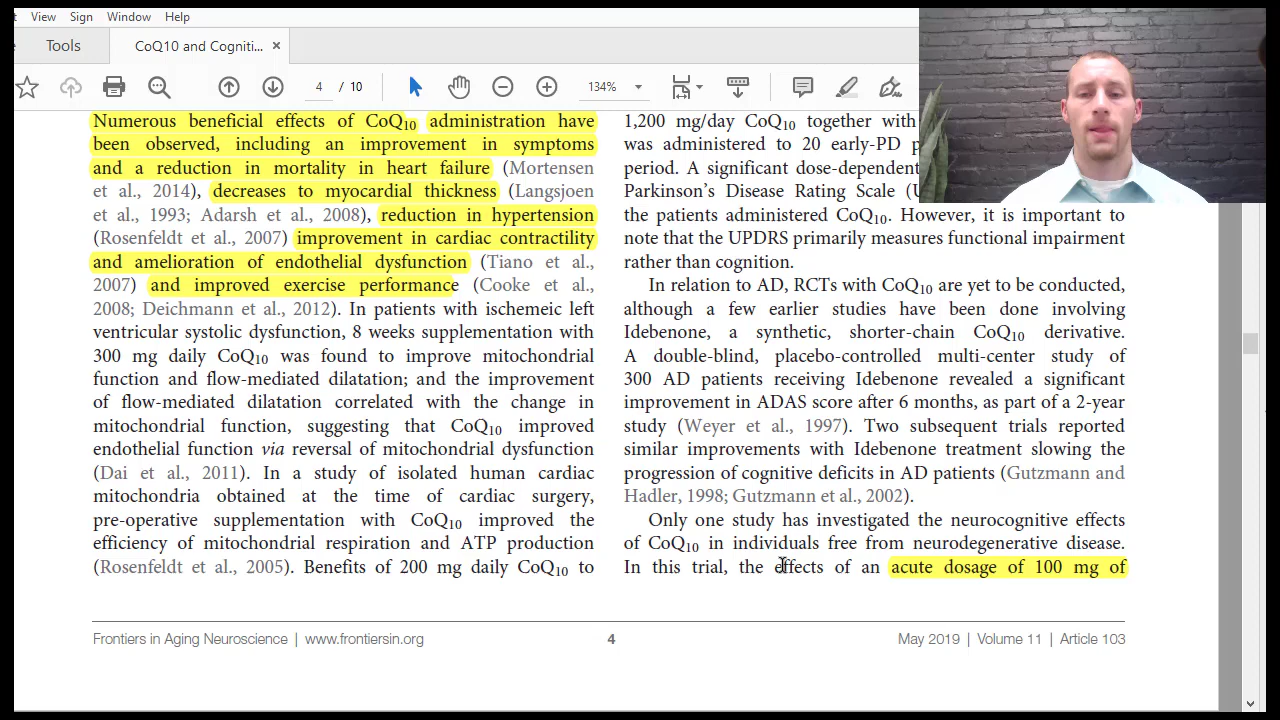 View Sign Window Help
Tools CoQ10 and Cogniti... ×
4 / 10 134%
Numerous beneficial effects of CoQ10 administration have
been observed, including an improvement in symptoms
and a reduction in mortality in heart failure (Mortensen
et al., 2014), decreases to myocardial thickness (Langsjoen
et al., 1993; Adarsh et al., 2008), reduction in hypertension
(Rosenfeldt et al., 2007) improvement in cardiac contractility
and amelioration of endothelial dysfunction (Tiano et al.,
2007) and improved exercise performance (Cooke et al.,
2008; Deichmann et al., 2012). In patients with ischemeic left
ventricular systolic dysfunction, 8 weeks supplementation with
300 mg daily CoQ10 was found to improve mitochondrial
function and flow-mediated dilatation; and the improvement
of flow-mediated dilatation correlated with the change in
mitochondrial function, suggesting that CoQ10 improved
endothelial function via reversal of mitochondrial dysfunction
(Dai et al., 2011). In a study of isolated human cardiac
mitochondria obtained at the time of cardiac surgery,
pre-operative supplementation with CoQ10 improved the
efficiency of mitochondrial respiration and ATP production
(Rosenfeldt et al., 2005). Benefits of 200 mg daily CoQ10 to
1,200 mg/day CoQ10 together with
was administered to 20 early-PD p
period. A significant dose-dependent
Parkinson's Disease Rating Scale (U
the patients administered CoQ10. However, it is important to
note that the UPDRS primarily measures functional impairment
rather than cognition.
In relation to AD, RCTs with CoQ10 are yet to be conducted,
although a few earlier studies have been done involving
Idebenone, a synthetic, shorter-chain CoQ10 derivative.
A double-blind, placebo-controlled multi-center study of
300 AD patients receiving Idebenone revealed a significant
improvement in ADAS score after 6 months, as part of a 2-year
study (Weyer et al., 1997). Two subsequent trials reported
similar improvements with Idebenone treatment slowing the
progression of cognitive deficits in AD patients (Gutzmann and
Hadler, 1998; Gutzmann et al., 2002).
Only one study has investigated the neurocognitive effects
of CoQ10 in individuals free from neurodegenerative disease.
In this trial, the effects of an acute dosage of 100 mg of
Frontiers in Aging Neuroscience | www.frontiersin.org 4 May 2019 | Volume 11 | Article 103